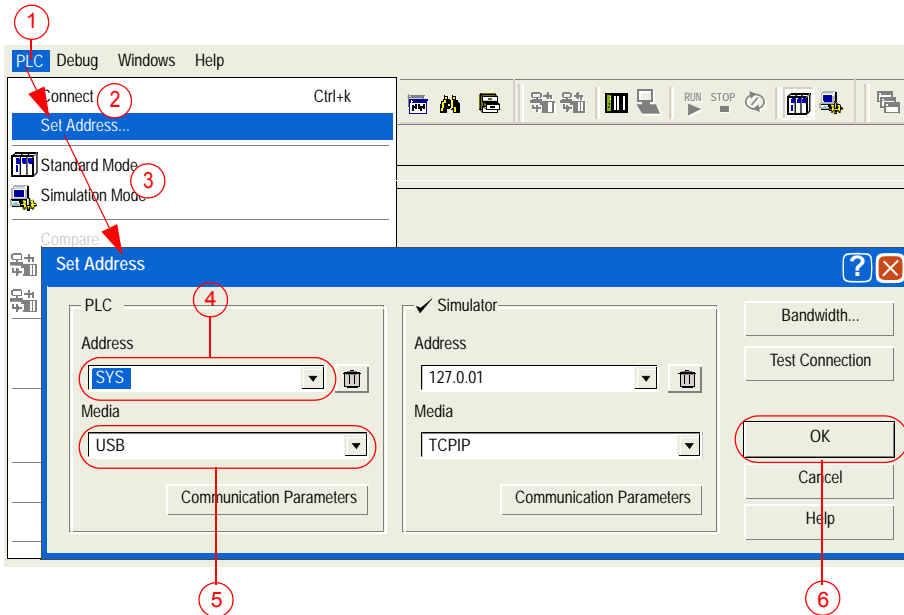 1
PLC Debug Windows Help
Connect Ctrl+k
2
Set Address...
RUN STOP
Standard Mode
3
Simulation Mode
Compare
Set Address
?
PLC
4
Simulator
Bandwidth...
Address
Address
Test Connection
SYS
127.0.01
Media
Media
USB
TCPIP
OK
Cancel
Communication Parameters
Communication Parameters
Help
5
6